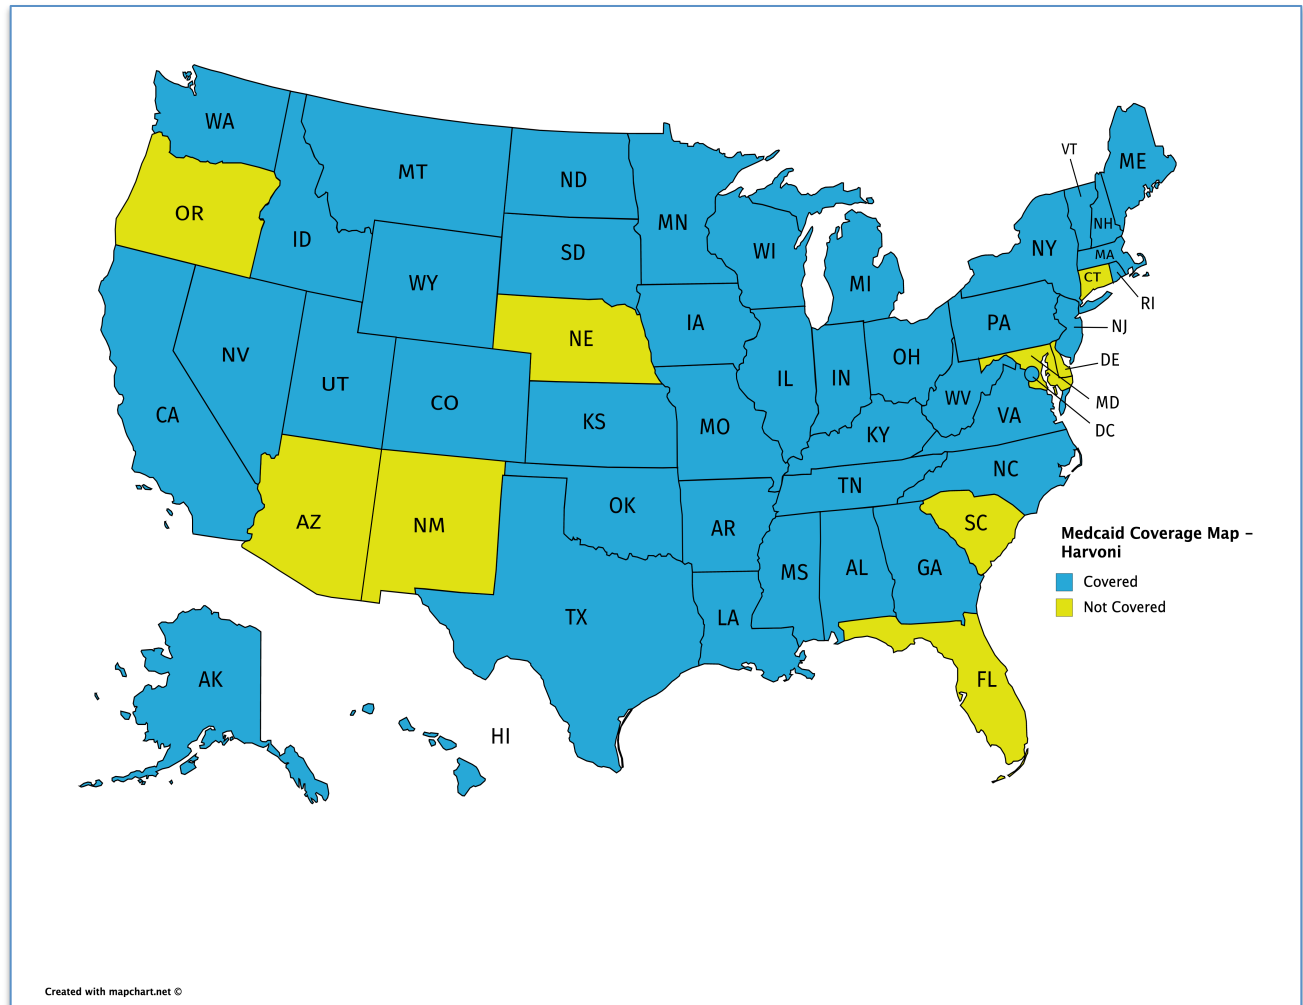 WA
MT
ND
MN
VT
ME
OR
ID
SD
WI
NY
NH
MA
WY
MI
CT
RI
NE
IA
PA
NJ
NV
UT
CO
IL
IN
OH
DE
MD
DC
CA
KS
MO
WV
VA
KY
NC
TN
AZ
NM
OK
AR
SC
MS
AL
GA
Medcaid Coverage Map –
Harvoni
Covered
Not Covered
TX
LA
FL
AK
HI
Created with mapchart.net ©